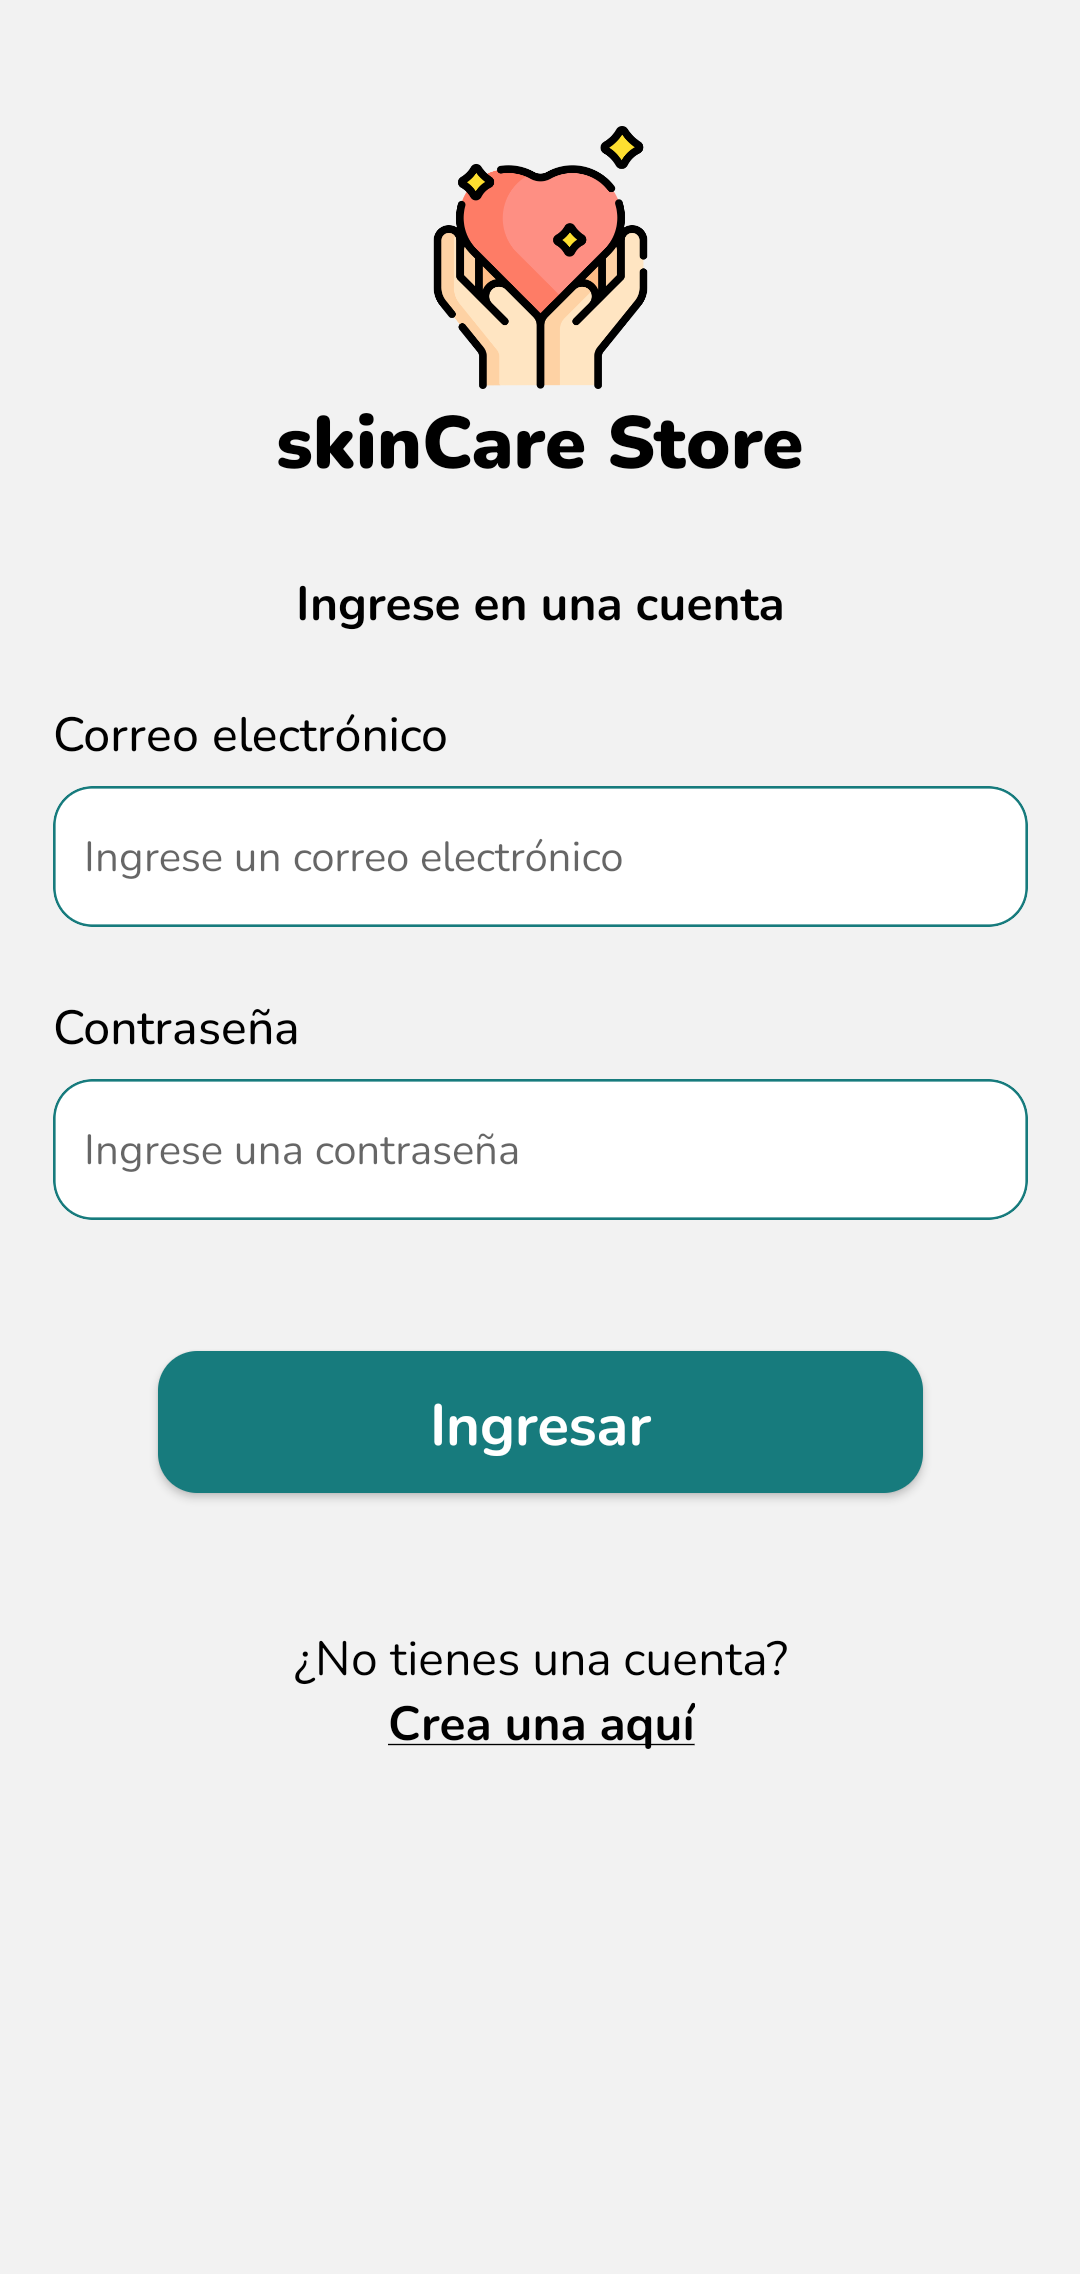 skinCare Store
Ingrese en una cuenta
Correo electrónico
Ingrese un correo electrónico
Contraseña
Ingrese una contraseña
Ingresar
¿No tienes una cuenta?
Crea una aquí